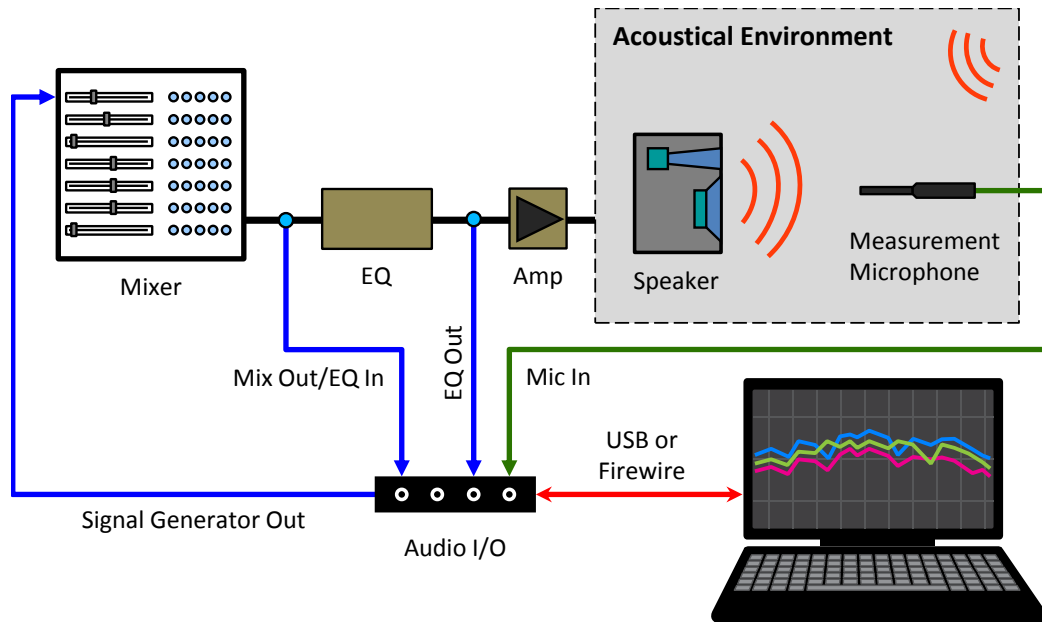 Acoustical Environment
Mixer
EQ
Amp
Speaker
Measurement
Microphone
Mix Out/EQ In
EQ Out
Mic In
USB or
Firewire
Signal Generator Out
Audio I/O